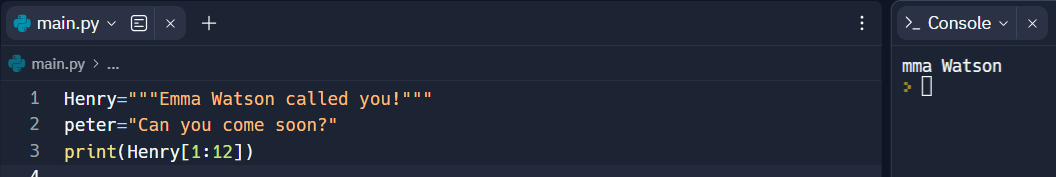 main.py
Console
main.py > ...
1 Henry="""Emma Watson called you!"""
2 peter="Can you come soon?"
3 print(Henry[1:12])
4
mma Watson